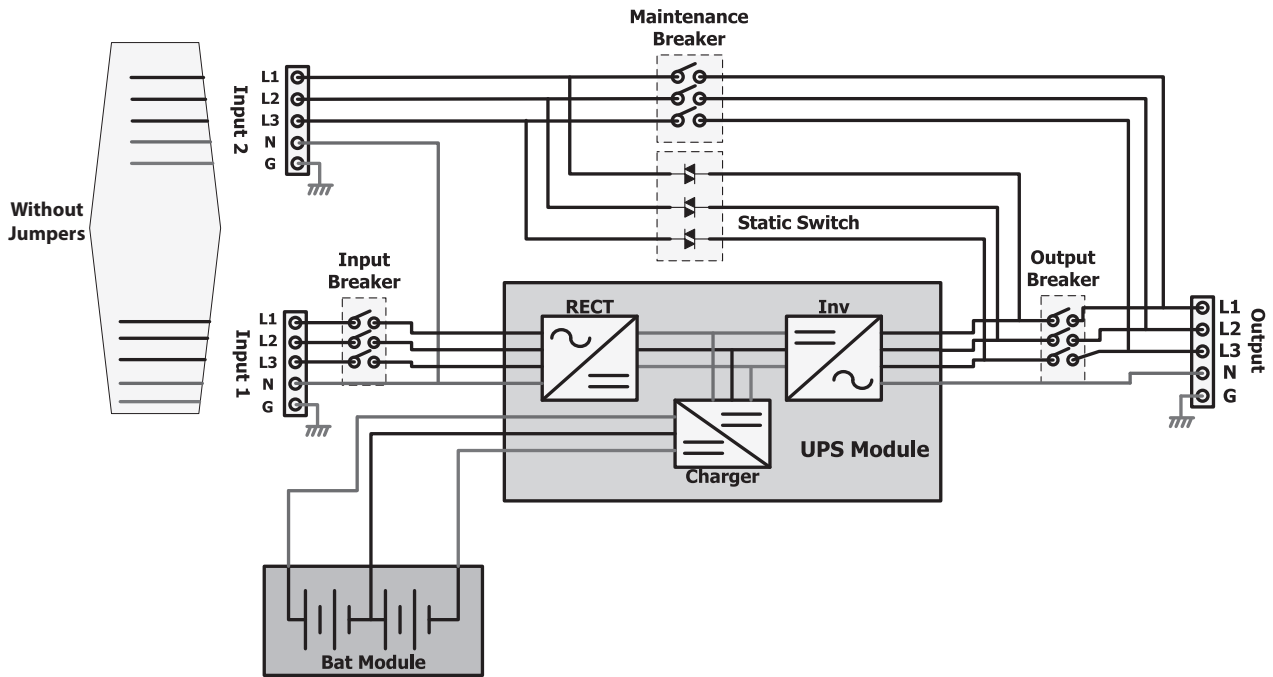 Maintenance
Breaker
Input 2
L1
L2
L3
N
G
Without
Jumpers
Static Switch
Input
Breaker
Output
Breaker
Input 1
L1
L2
L3
N
G
RECT
Inv
Charger
UPS Module
L1
L2
L3
N
G
Output
Bat Module